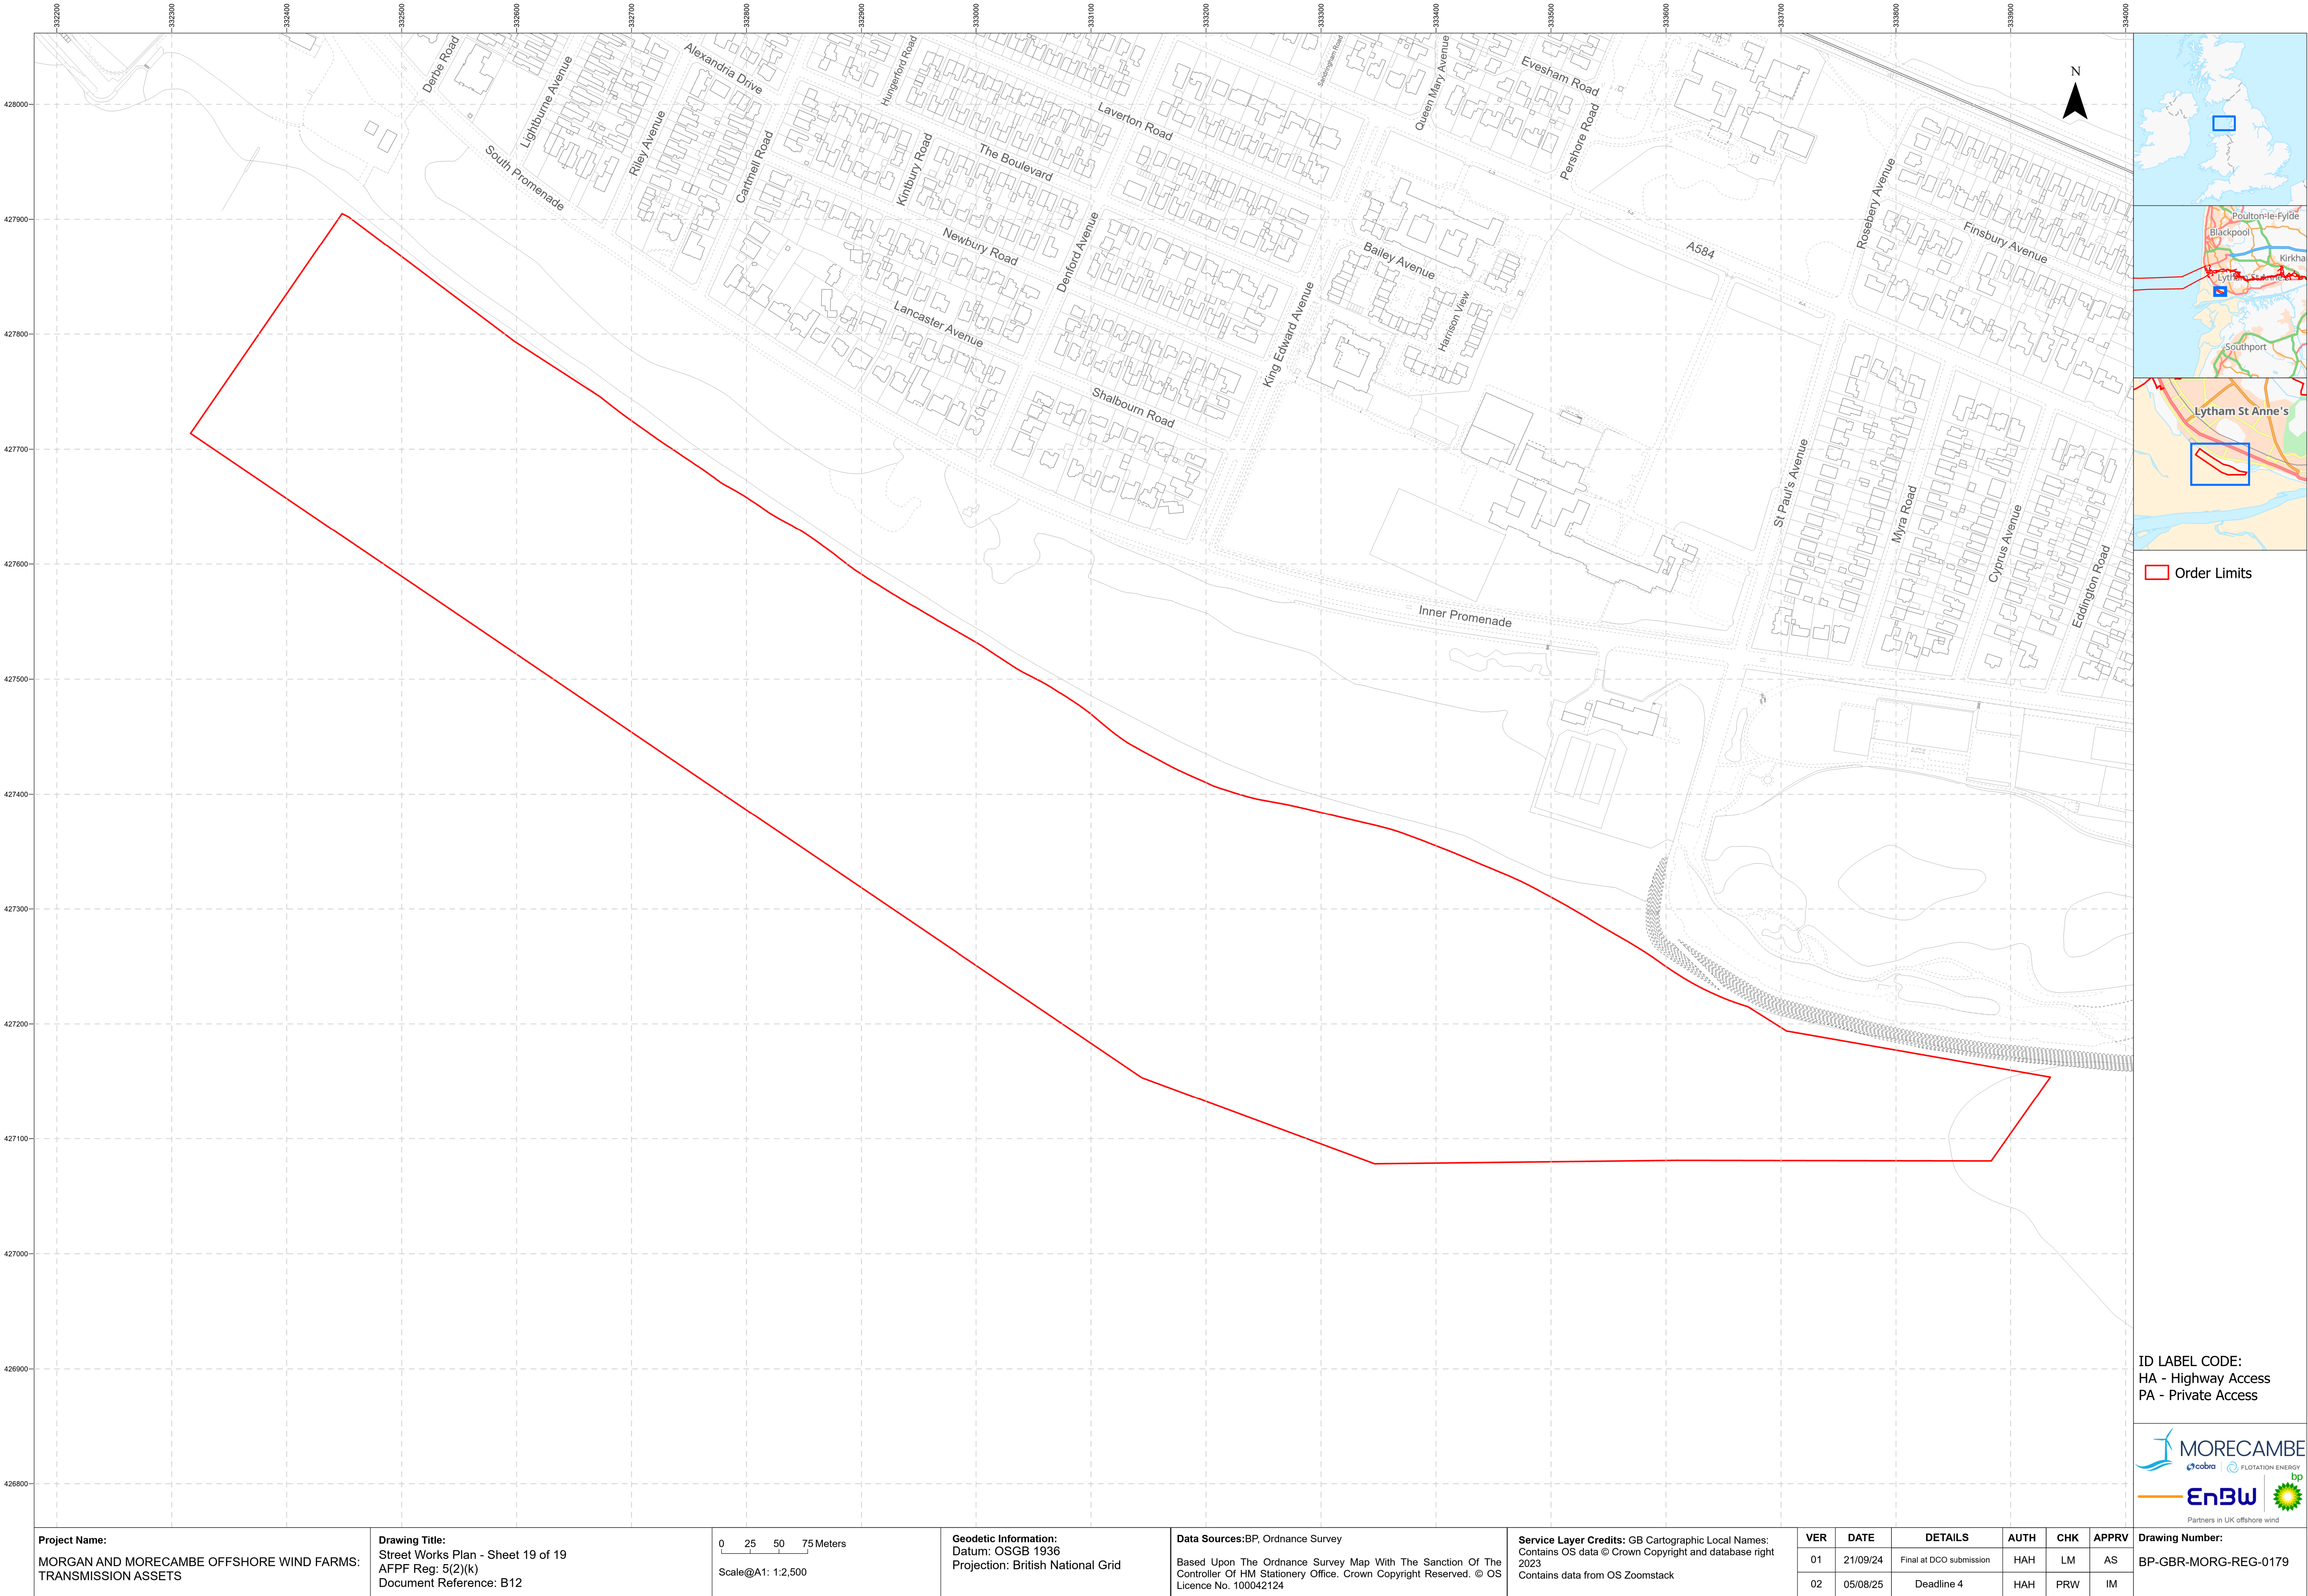 332200 332300 332400 332500 332600 332700 332800 332900 333000 333100 333200 333300 333400 333500 333600 333700 333800 333900 334000
428000
427900
427800
427700
427600
427500
427400
427300
427200
427100
427000
426900
426800
Derbe Road
Lightburne Avenue
Alexandria Drive
Hungerford Road
Sandringham Road
Queen Mary Avenue
Evesham Road
Laverton Road
Pershore Road
South Promenade
Riley Avenue
Cartmell Road
Kintbury Road
The Boulevard
Rosebery Avenue
Newbury Road
Denford Avenue
Bailey Avenue
A584
Finsbury Avenue
Lancaster Avenue
King Edward Avenue
Harrison View
Shalbourn Road
St Paul's Avenue
Myra Road
Cyprus Avenue
Eddington Road
Inner Promenade
N
Poulton-le-Fylde
Blackpool
Kirkha
Lytham St Anne's
Southport
Lytham St Anne's
Order Limits
ID LABEL CODE:
HA - Highway Access
PA - Private Access
MORECAMBE
cobra FLOTATION ENERGY
EnBW
bp
Partners in UK offshore wind
Project Name:
MORGAN AND MORECAMBE OFFSHORE WIND FARMS:
TRANSMISSION ASSETS
Drawing Title:
Street Works Plan - Sheet 19 of 19
AFPF Reg: 5(2)(k)
Document Reference: B12
0 25 50 75 Meters
Scale@A1: 1:2,500
Geodetic Information:
Datum: OSGB 1936
Projection: British National Grid
Data Sources:BP, Ordnance Survey
Based Upon The Ordnance Survey Map With The Sanction Of The
Controller Of HM Stationery Office. Crown Copyright Reserved. © OS
Licence No. 100042124
Service Layer Credits: GB Cartographic Local Names:
Contains OS data © Crown Copyright and database right
2023
Contains data from OS Zoomstack
VER DATE DETAILS AUTH CHK APPRV
01 21/09/24 Final at DCO submission HAH LM AS
02 05/08/25 Deadline 4 HAH PRW IM
Drawing Number:
BP-GBR-MORG-REG-0179